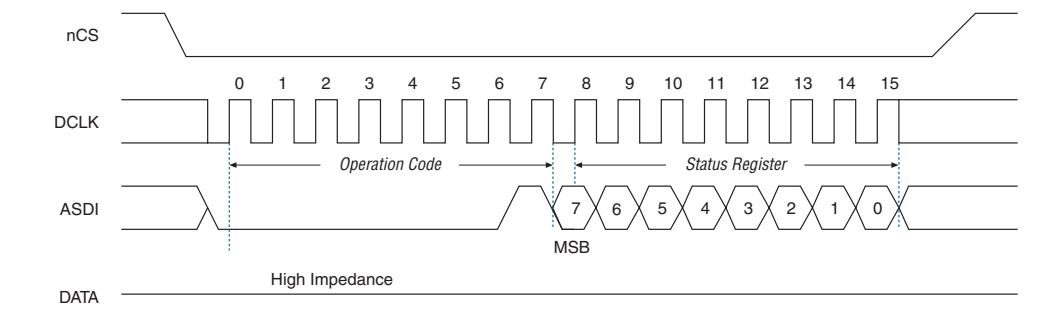 nCS
0 1 2 3 4 5 6 7 8 9 10 11 12 13 14 15
DCLK
Operation Code Status Register
ASDI 7 6 5 4 3 2 1 0
MSB
High Impedance
DATA